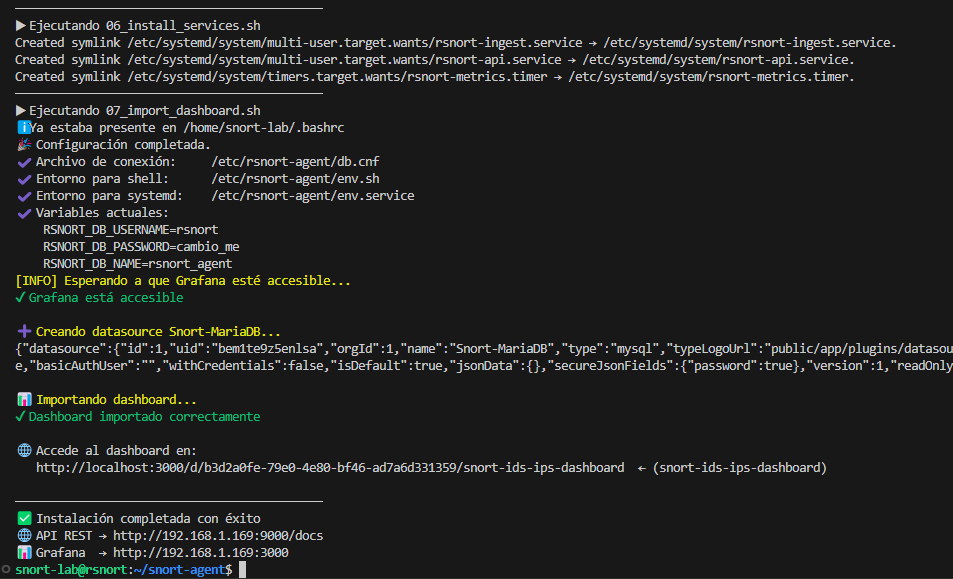 ▶ Ejecutando 06_install_services.sh
Created symlink /etc/systemd/system/multi-user.target.wants/rsnort-ingest.service → /etc/systemd/system/rsnort-ingest.service.
Created symlink /etc/systemd/system/multi-user.target.wants/rsnort-api.service → /etc/systemd/system/rsnort-api.service.
Created symlink /etc/systemd/system/timers.target.wants/rsnort-metrics.timer → /etc/systemd/system/rsnort-metrics.timer.
▶ Ejecutando 07_import_dashboard.sh
ℹ️Ya estaba presente en /home/snort-lab/.bashrc
🎉 Configuración completada.
✔ Archivo de conexión: /etc/rsnort-agent/db.cnf
✔ Entorno para shell: /etc/rsnort-agent/env.sh
✔ Entorno para systemd: /etc/rsnort-agent/env.service
✔ Variables actuales:
RSNORT_DB_USERNAME=rsnort
RSNORT_DB_PASSWORD=cambio_me
RSNORT_DB_NAME=rsnort_agent
[INFO] Esperando a que Grafana esté accesible...
✓ Grafana está accesible
➕ Creando datasource Snort-MariaDB...
{"datasource":{"id":1,"uid":"bem1te9z5enlsa","orgId":1,"name":"Snort-MariaDB","type":"mysql","typeLogoUrl":"public/app/plugins/datasou
e,"basicAuthUser":"","withCredentials":false,"isDefault":true,"jsonData":{},"secureJsonFields":{"password":true},"version":1,"readOnly
📊 Importando dashboard...
✓ Dashboard importado correctamente
🌐 Accede al dashboard en:
http://localhost:3000/d/b3d2a0fe-79e0-4e80-bf46-ad7a6d331359/snort-ids-ips-dashboard ← (snort-ids-ips-dashboard)
✅ Instalación completada con éxito
🌐 API REST → http://192.168.1.169:9000/docs
📊 Grafana → http://192.168.1.169:3000
snort-lab@rsnort:~/snort-agent$